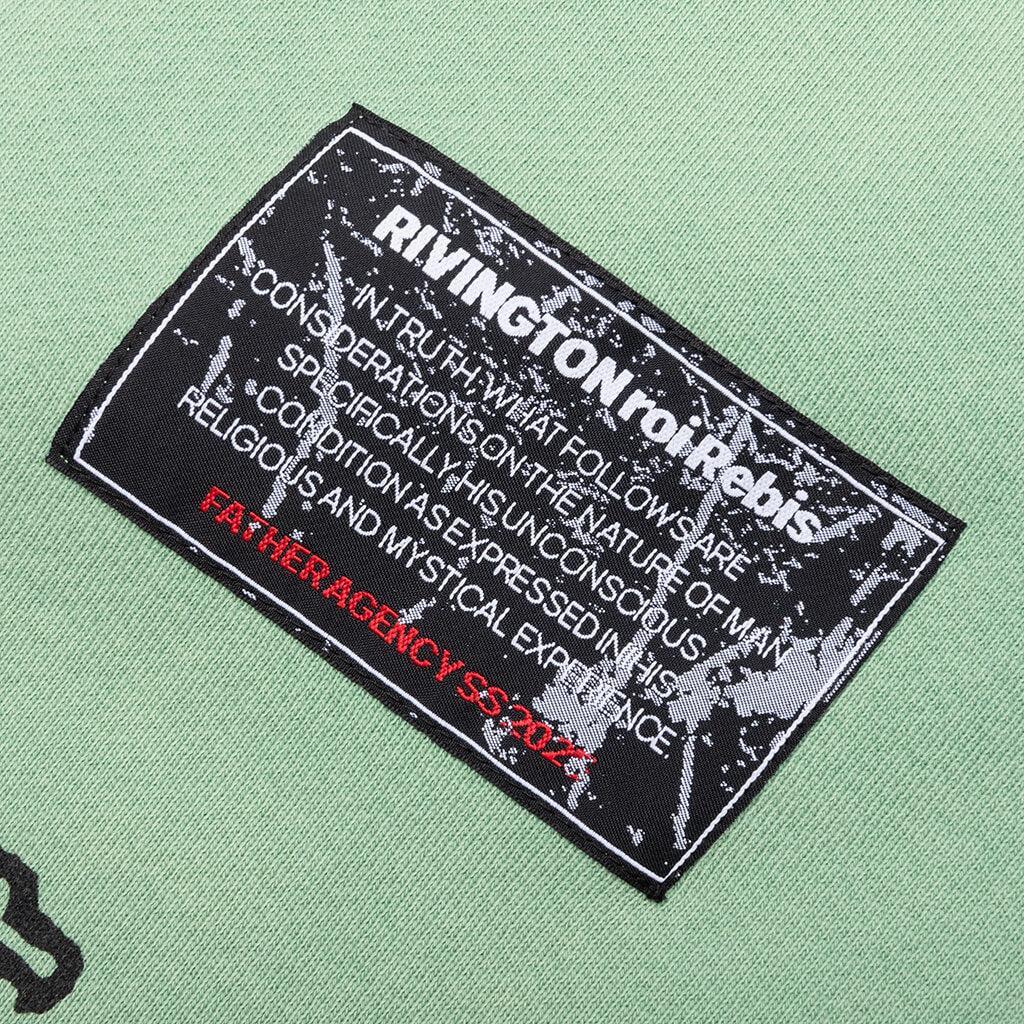 RIVINGTON roi Rebis
IN TRUTH, WHAT FOLLOWS ARE
CONSIDERATIONS ON THE NATURE OF MAN
SPECIFICALLY HIS UNCONSCIOUS
CONDITION AS EXPRESSED IN HIS
RELIGIOUS AND MYSTICAL EXPERIENCE.
FATHER AGENCY SS